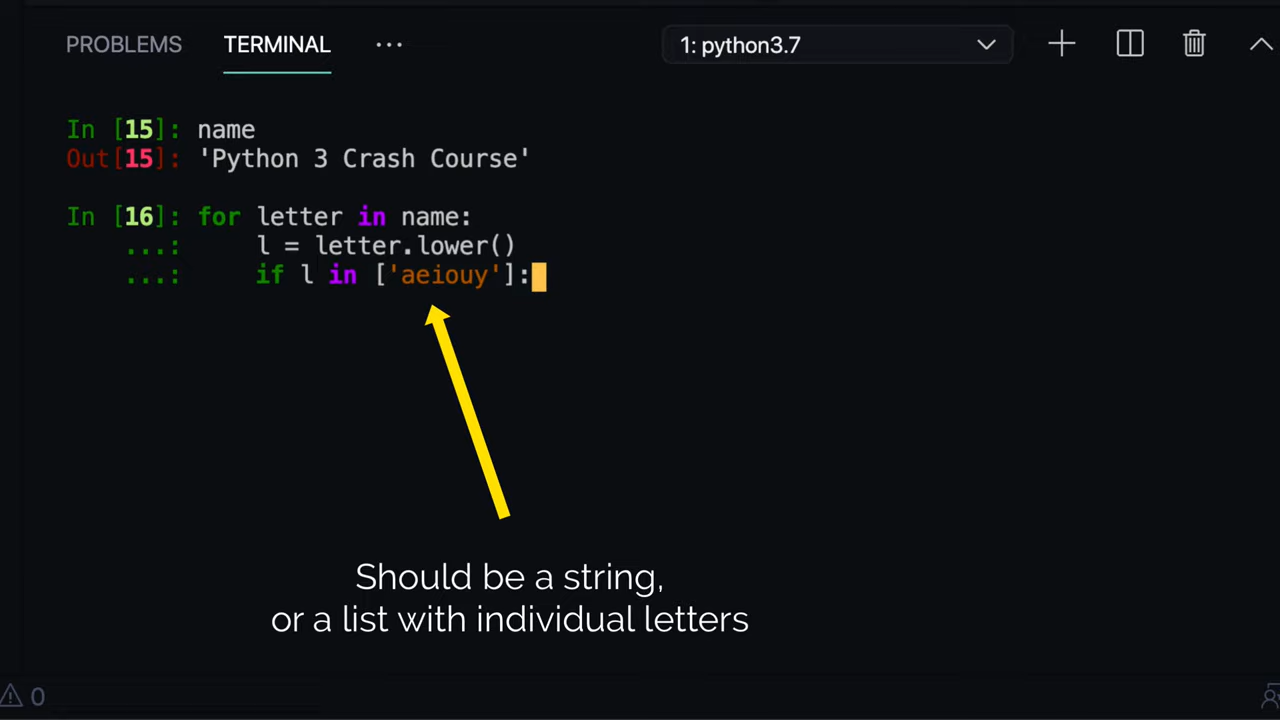 PROBLEMS TERMINAL ... 1: python3.7
In [15]: name
Out[15]: 'Python 3 Crash Course'
In [16]: for letter in name:
...: l = letter.lower()
...: if l in ['aeiouy']:
Should be a string,
or a list with individual letters
0